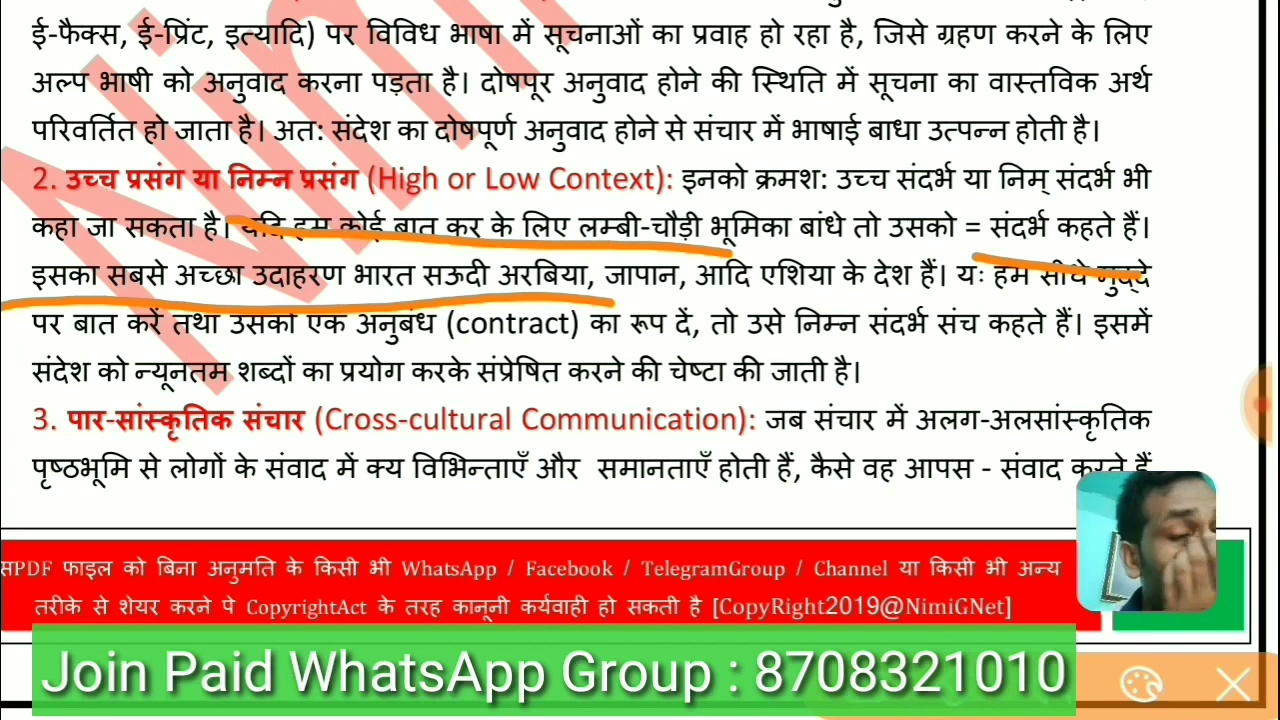 ई-फैक्स, ई-प्रिंट, इत्यादि) पर विविध भाषा में सूचनाओं का प्रवाह हो रहा है, जिसे ग्रहण करने के लिए
अल्प भाषी को अनुवाद करना पड़ता है। दोषपूर अनुवाद होने की स्थिति में सूचना का वास्तविक अर्थ
परिवर्तित हो जाता है। अत: संदेश का दोषपूर्ण अनुवाद होने से संचार में भाषाई बाधा उत्पन्न होती है।
2. उच्च प्रसंग या निम्न प्रसंग (High or Low Context): इनको क्रमश: उच्च संदर्भ या निम् संदर्भ भी
कहा जा सकता है। यदि हम कोई बात कर के लिए लम्बी-चौड़ी भूमिका बांधे तो उसको = संदर्भ कहते हैं।
इसका सबसे अच्छा उदाहरण भारत सऊदी अरबिया, जापान, आदि एशिया के देश हैं। यः हम सीधे मुद्दे
पर बात करें तथा उसको एक अनुबंध (contract) का रूप दें, तो उसे निम्न संदर्भ संच कहते हैं। इसमें
संदेश को न्यूनतम शब्दों का प्रयोग करके संप्रेषित करने की चेष्टा की जाती है।
3. पार-सांस्कृतिक संचार (Cross-cultural Communication): जब संचार में अलग-अलसांस्कृतिक
पृष्ठभूमि से लोगों के संवाद में क्य विभिन्ताएँ और समानताएँ होती हैं, कैसे वह आपस - संवाद करते हैं
सPDF फाइल को बिना अनुमति के किसी भी WhatsApp / Facebook / TelegramGroup / Channel या किसी भी अन्य
तरीके से शेयर करने पे CopyrightAct के तरह कानूनी कर्यवाही हो सकती है [CopyRight2019@NimiGNet]
Join Paid WhatsApp Group : 8708321010